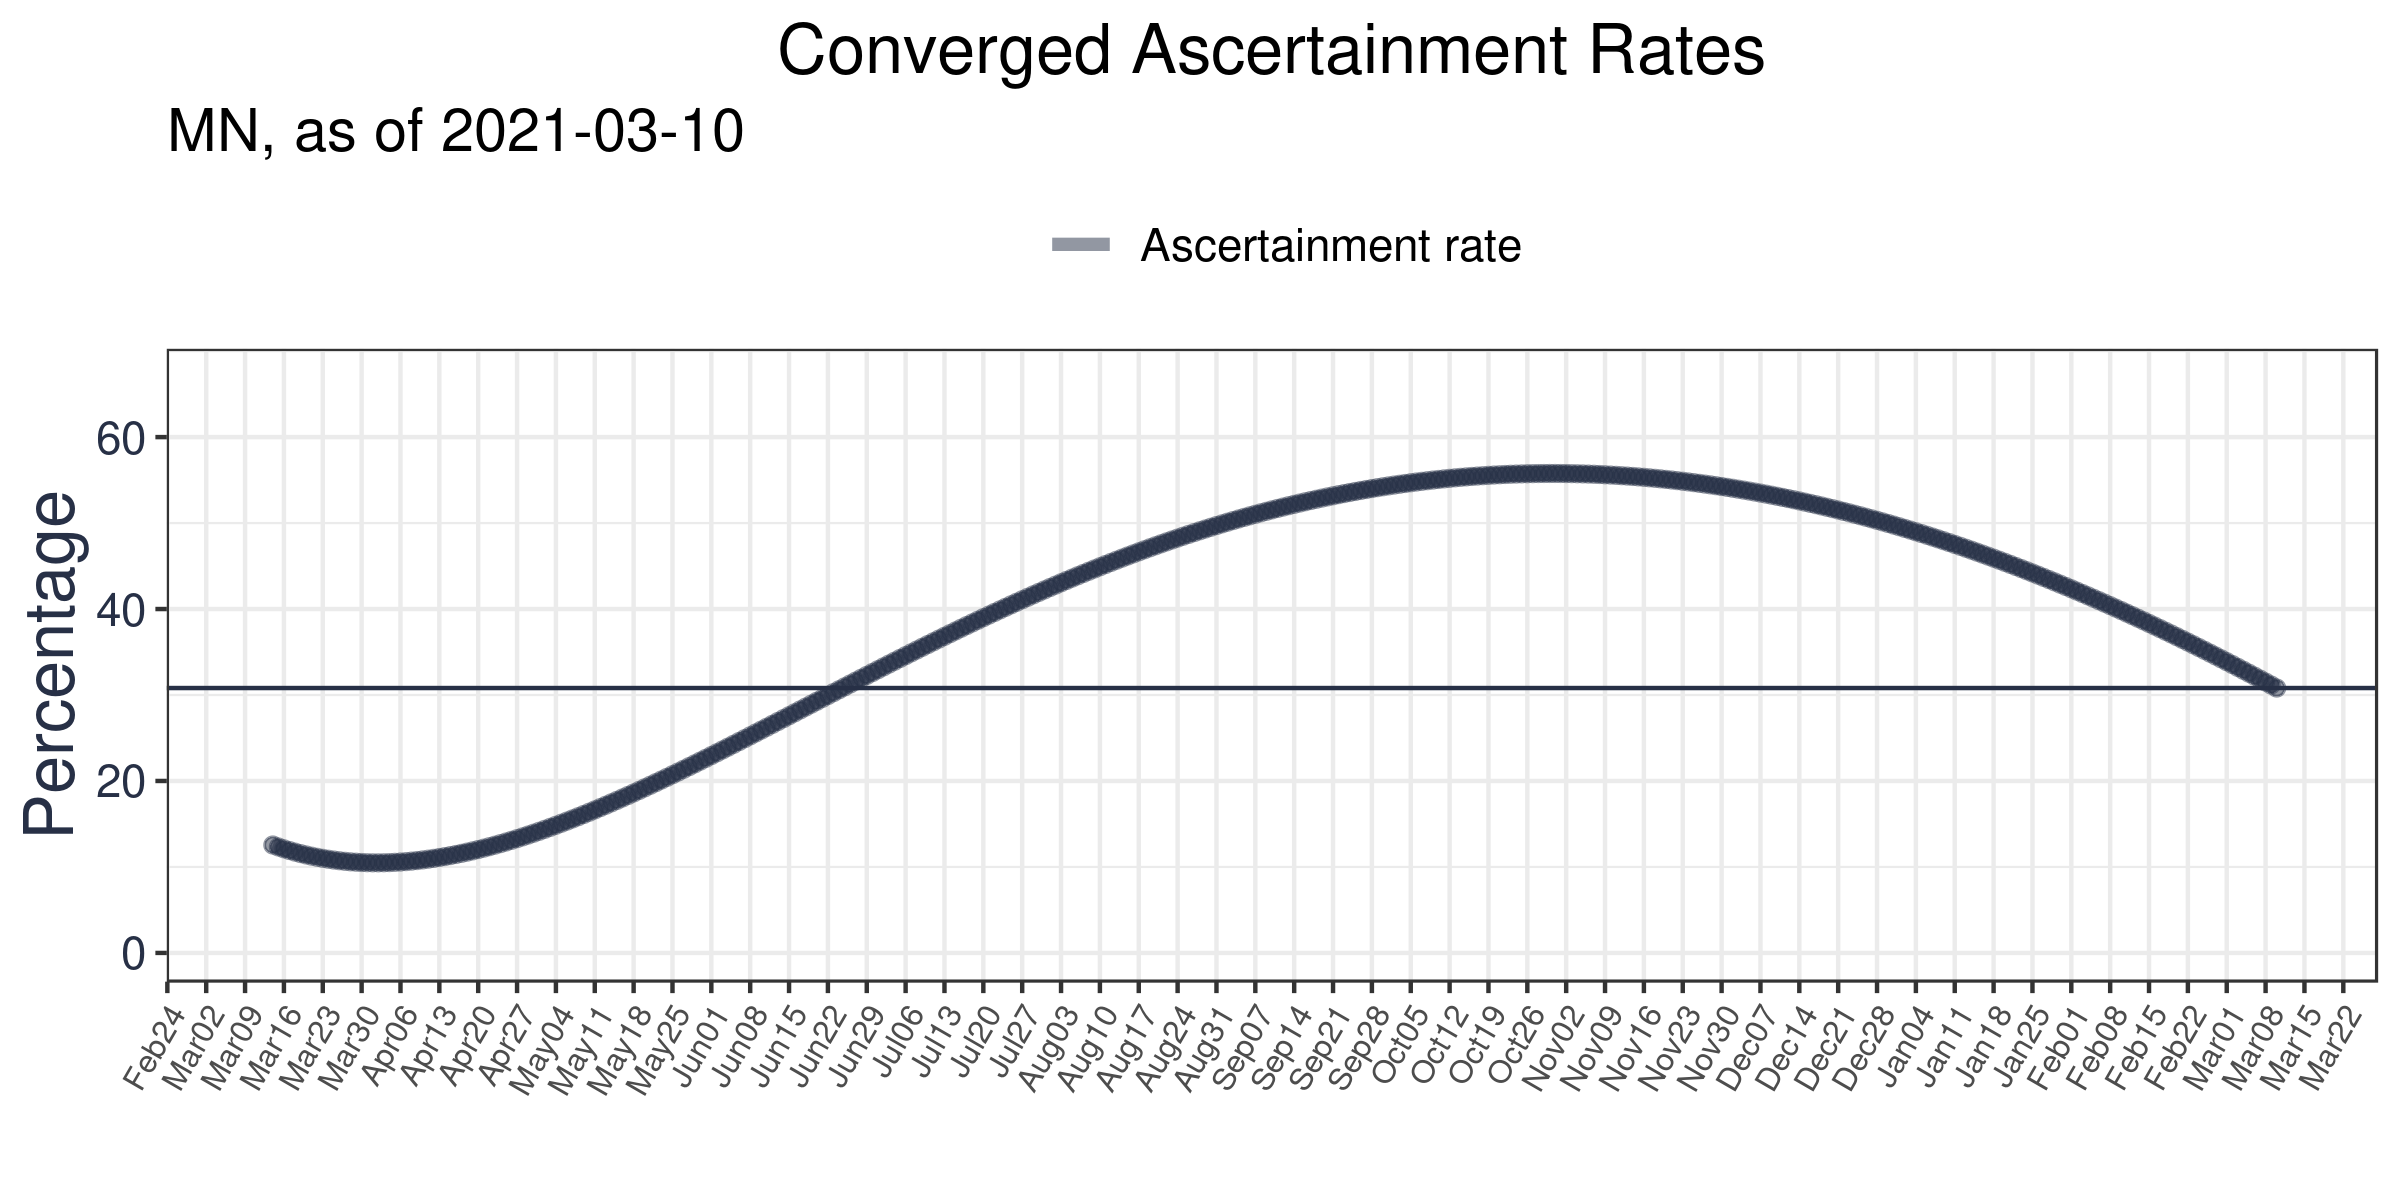 Converged Ascertainment Rates
MN, as of 2021-03-10
Ascertainment rate
Percentage
60
40
20
0
Feb24
Mar02
Mar09
Mar16
Mar23
Mar30
Apr06
Apr13
Apr20
Apr27
May04
May11
May18
May25
Jun01
Jun08
Jun15
Jun22
Jun29
Jul06
Jul13
Jul20
Jul27
Aug03
Aug10
Aug17
Aug24
Aug31
Sep07
Sep14
Sep21
Sep28
Oct05
Oct12
Oct19
Oct26
Nov02
Nov09
Nov16
Nov23
Nov30
Dec07
Dec14
Dec21
Dec28
Jan04
Jan11
Jan18
Jan25
Feb01
Feb08
Feb15
Feb22
Mar01
Mar08
Mar15
Mar22